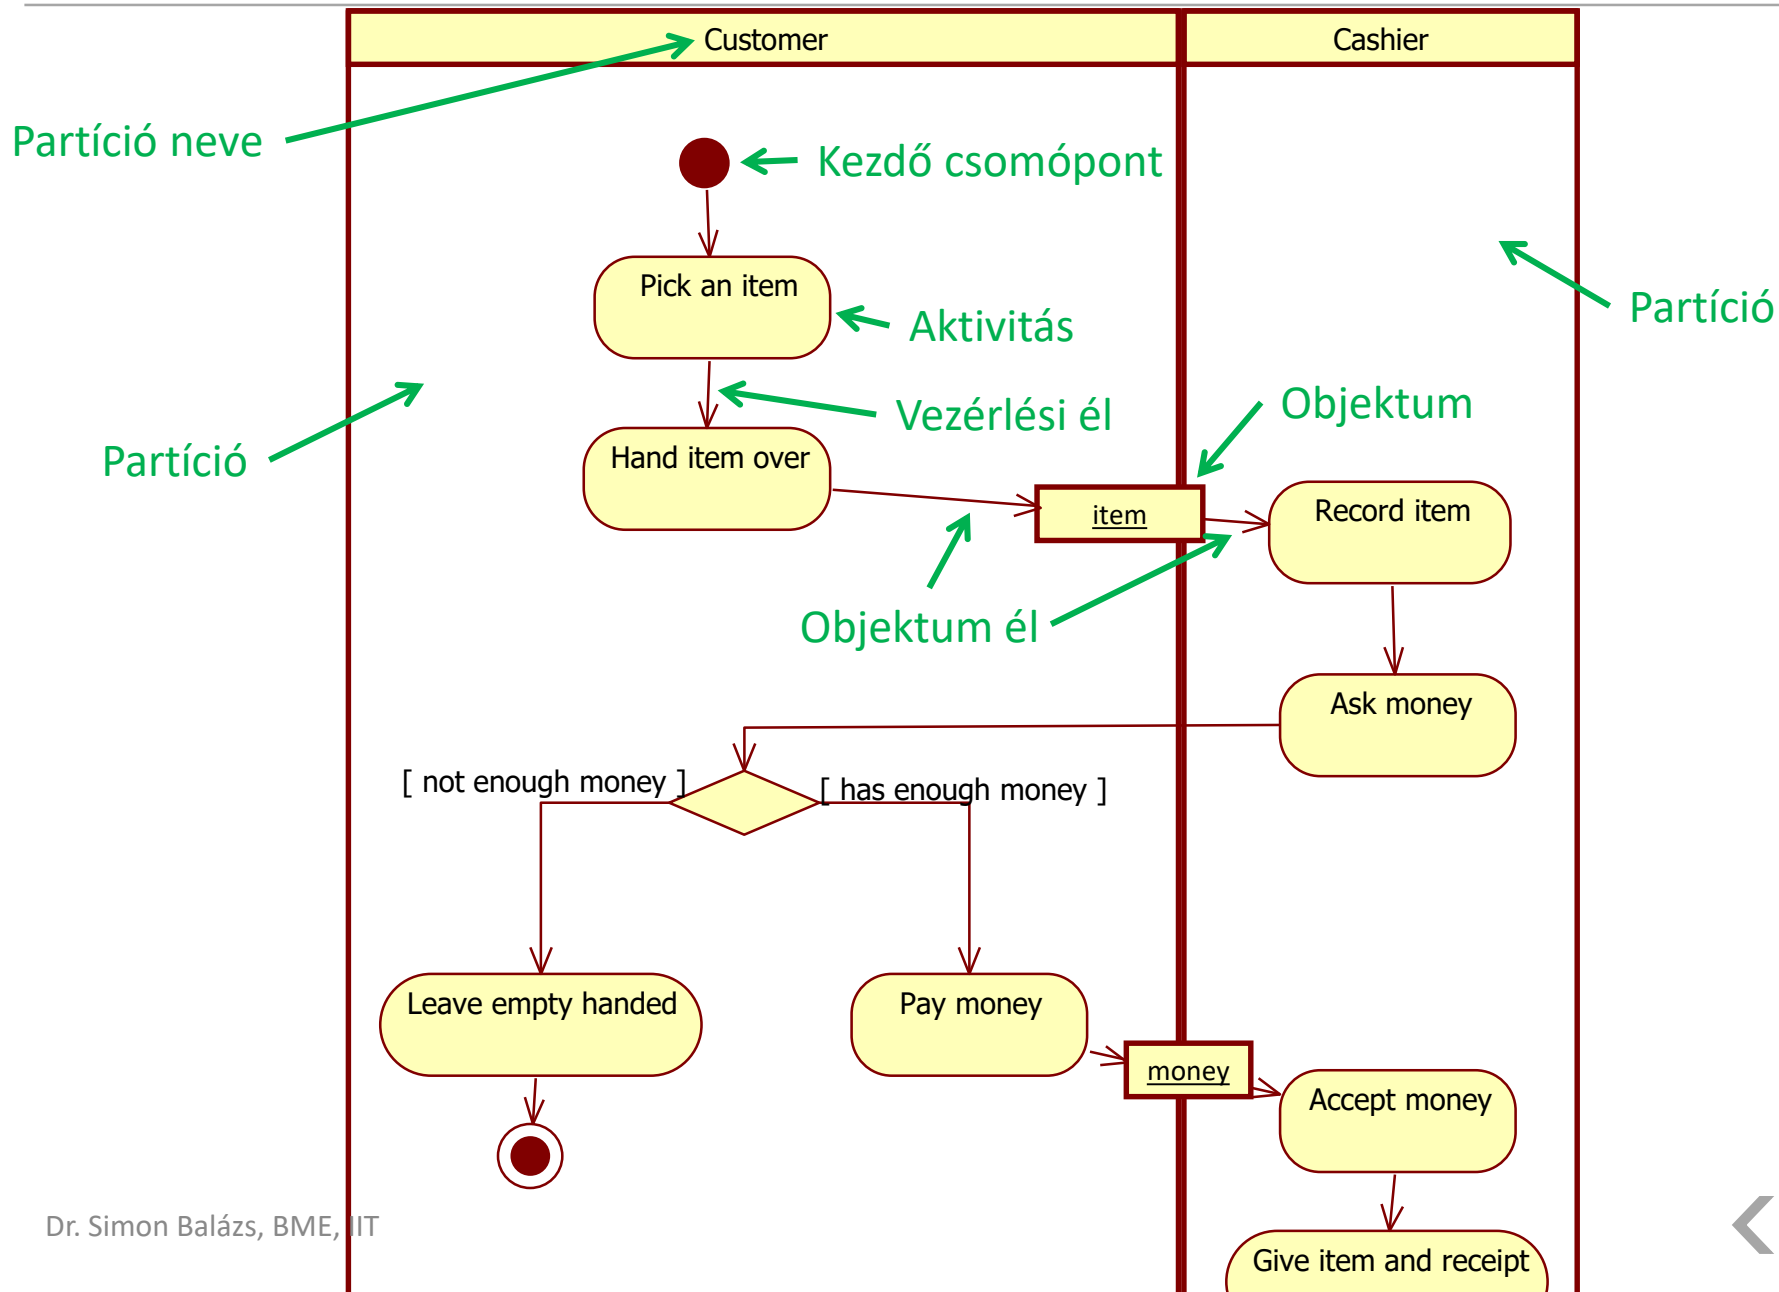 Customer
Cashier
Partíció neve
Kezdő csomópont
Pick an item
Aktivitás
Partíció
Vezérlési él
Objektum
Partíció
Hand item over
item
Record item
Objektum él
Ask money
[ not enough money ]
[ has enough money ]
Leave empty handed
Pay money
money
Accept money
Dr. Simon Balázs, BME, IIT
Give item and receipt